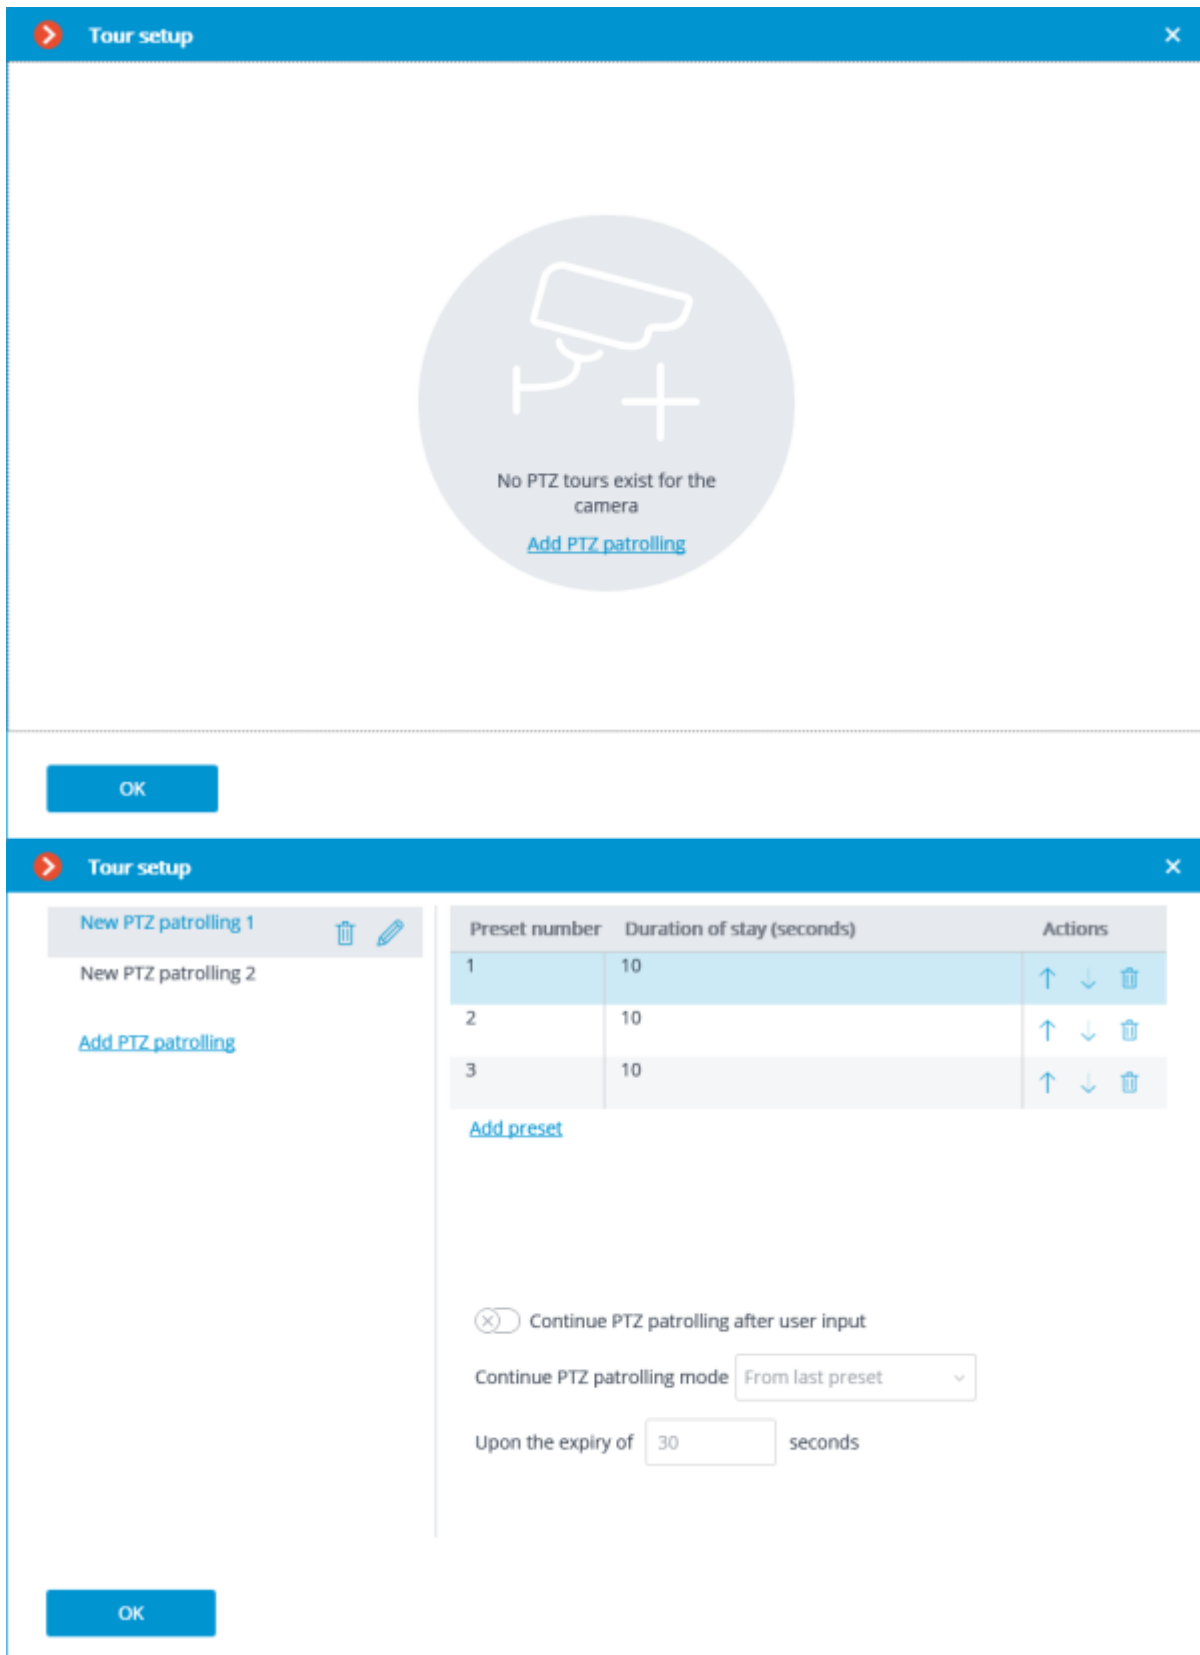 Tour setup
No PTZ tours exist for the
camera
Add PTZ patrolling
OK
Tour setup
New PTZ patrolling 1
New PTZ patrolling 2
Add PTZ patrolling
Preset number Duration of stay (seconds) Actions
1 10
2 10
3 10
Add preset
Continue PTZ patrolling after user input
Continue PTZ patrolling mode From last preset
Upon the expiry of 30 seconds
OK